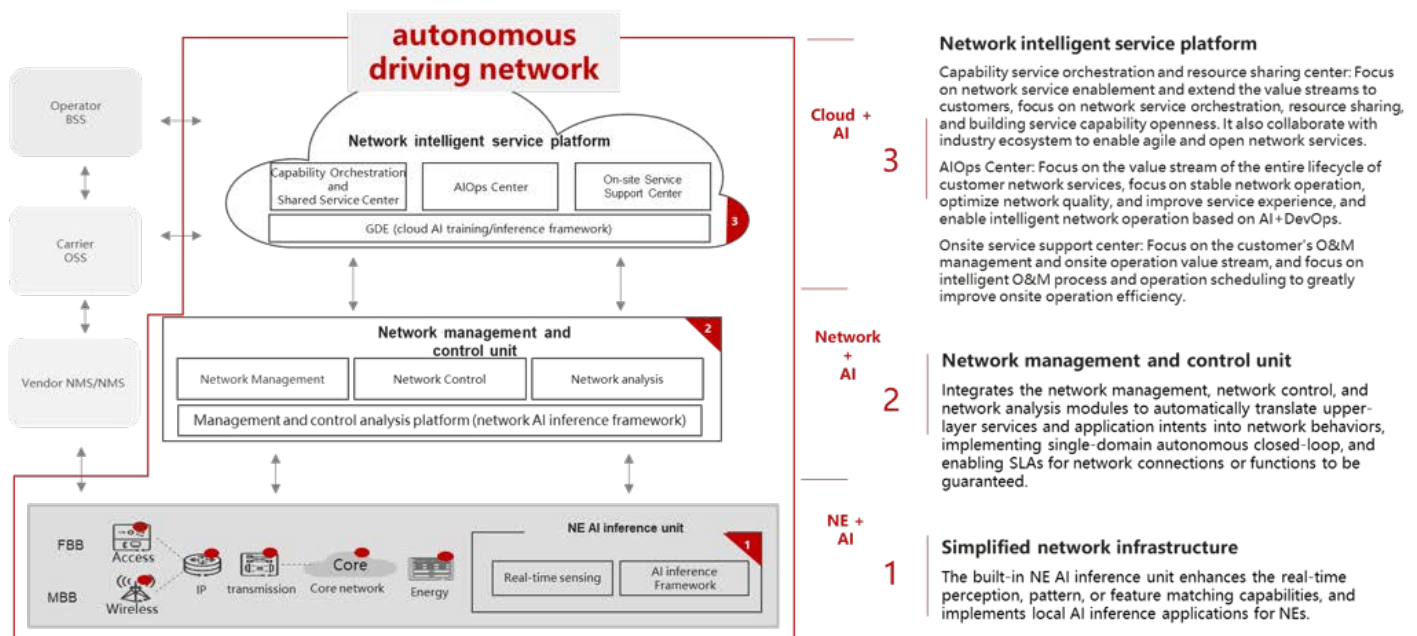 autonomous
driving network
Operator
BSS
Carrier
OSS
Vendor NMS/NMS
Network intelligent service platform
Capability Orchestration
and
Shared Service Center
AIOps Center
On-site Service
Support Center
3
GDE (cloud AI training/inference framework)
Network management and
control unit
2
Network Management
Network Control
Network analysis
Management and control analysis platform (network AI inference framework)
FBB
MBB
Access
Wireless
IP
transmission
Core
Core network
Energy
NE AI inference unit
1
Real-time sensing
AI inference
Framework
Cloud +
AI
3
Network
+
AI
2
NE +
AI
1
Network intelligent service platform
Capability service orchestration and resource sharing center: Focus
on network service enablement and extend the value streams to
customers, focus on network service orchestration, resource sharing,
and building service capability openness. It also collaborate with
industry ecosystem to enable agile and open network services.
AIOps Center: Focus on the value stream of the entire lifecycle of
customer network services, focus on stable network operation,
optimize network quality, and improve service experience, and
enable intelligent network operation based on AI+DevOps.
Onsite service support center: Focus on the customer's O&M
management and onsite operation value stream, and focus on
intelligent O&M process and operation scheduling to greatly
improve onsite operation efficiency.
Network management and control unit
Integrates the network management, network control, and
network analysis modules to automatically translate upper-
layer services and application intents into network behaviors,
implementing single-domain autonomous closed-loop, and
enabling SLAs for network connections or functions to be
guaranteed.
Simplified network infrastructure
The built-in NE AI inference unit enhances the real-time
perception, pattern, or feature matching capabilities, and
implements local AI inference applications for NEs.